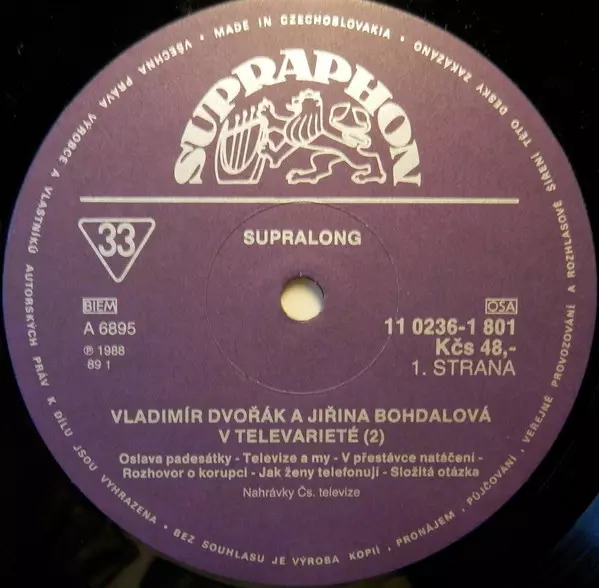 SUPRAPHON
33
SUPRALONG
BIEM
OSA
A 6895
11 0236-1 801
℗ 1988
Kčs 48,-
89 1
1. STRANA
VLADIMÍR DVOŘÁK A JIŘINA BOHDALOVÁ
V TELEVARIETÉ (2)
Oslava padesátky - Televize a my - V přestávce natáčení -
Rozhovor o korupci - Jak ženy telefonují - Složitá otázka
Nahrávky Čs. televize
MADE IN CZECHOSLOVAKIA • VŠECHNA PRÁVA VÝROBCE A VLASTNÍKŮ AUTORSKÝCH PRÁV K DÍLU JSOU VYHRAZENA • BEZ SOUHLASU JE VÝROBA KOPIÍ, PRONÁJEM, PŮJČOVÁNÍ, VEŘEJNÉ PROVOZOVÁNÍ A ROZHLASOVÉ ŠÍŘENÍ TÉTO DESKY ZAKÁZÁNO •